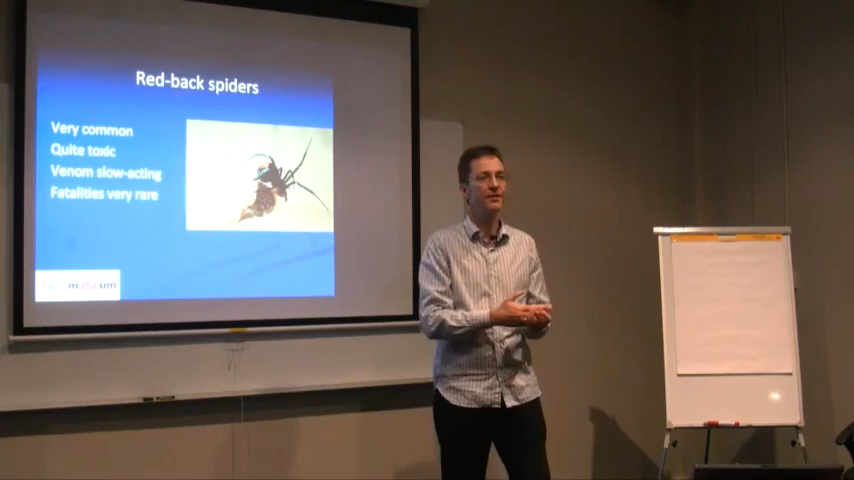 Red-back spiders
Very common
Quite toxic
Venom slow-acting
Fatalities very rare